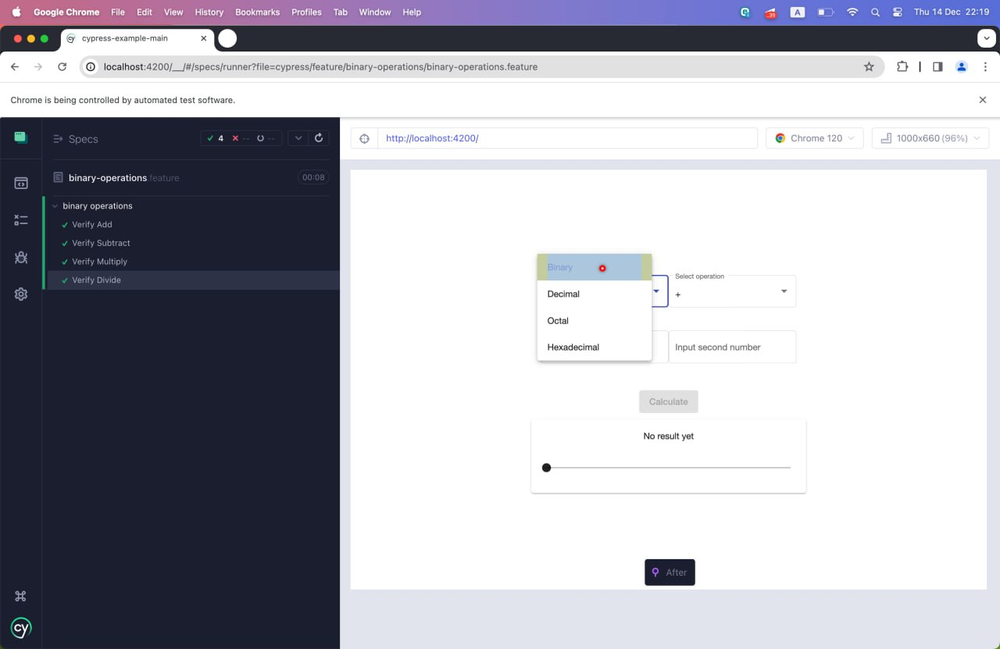 Google Chrome File Edit View History Bookmarks Profiles Tab Window Help A Thu 14 Dec 22:19
cypress-example-main
localhost:4200/__/#/specs/runner?file=cypress/feature/binary-operations/binary-operations.feature
Chrome is being controlled by automated test software.
Specs 4 -- --
http://localhost:4200/ Chrome 120 1000x660 (96%)
binary-operations.feature 00:08
binary operations
Verify Add
Verify Subtract
Verify Multiply
Verify Divide
Binary
Decimal
Octal
Hexadecimal
Select operation
+
Input second number
Calculate
No result yet
After
cy